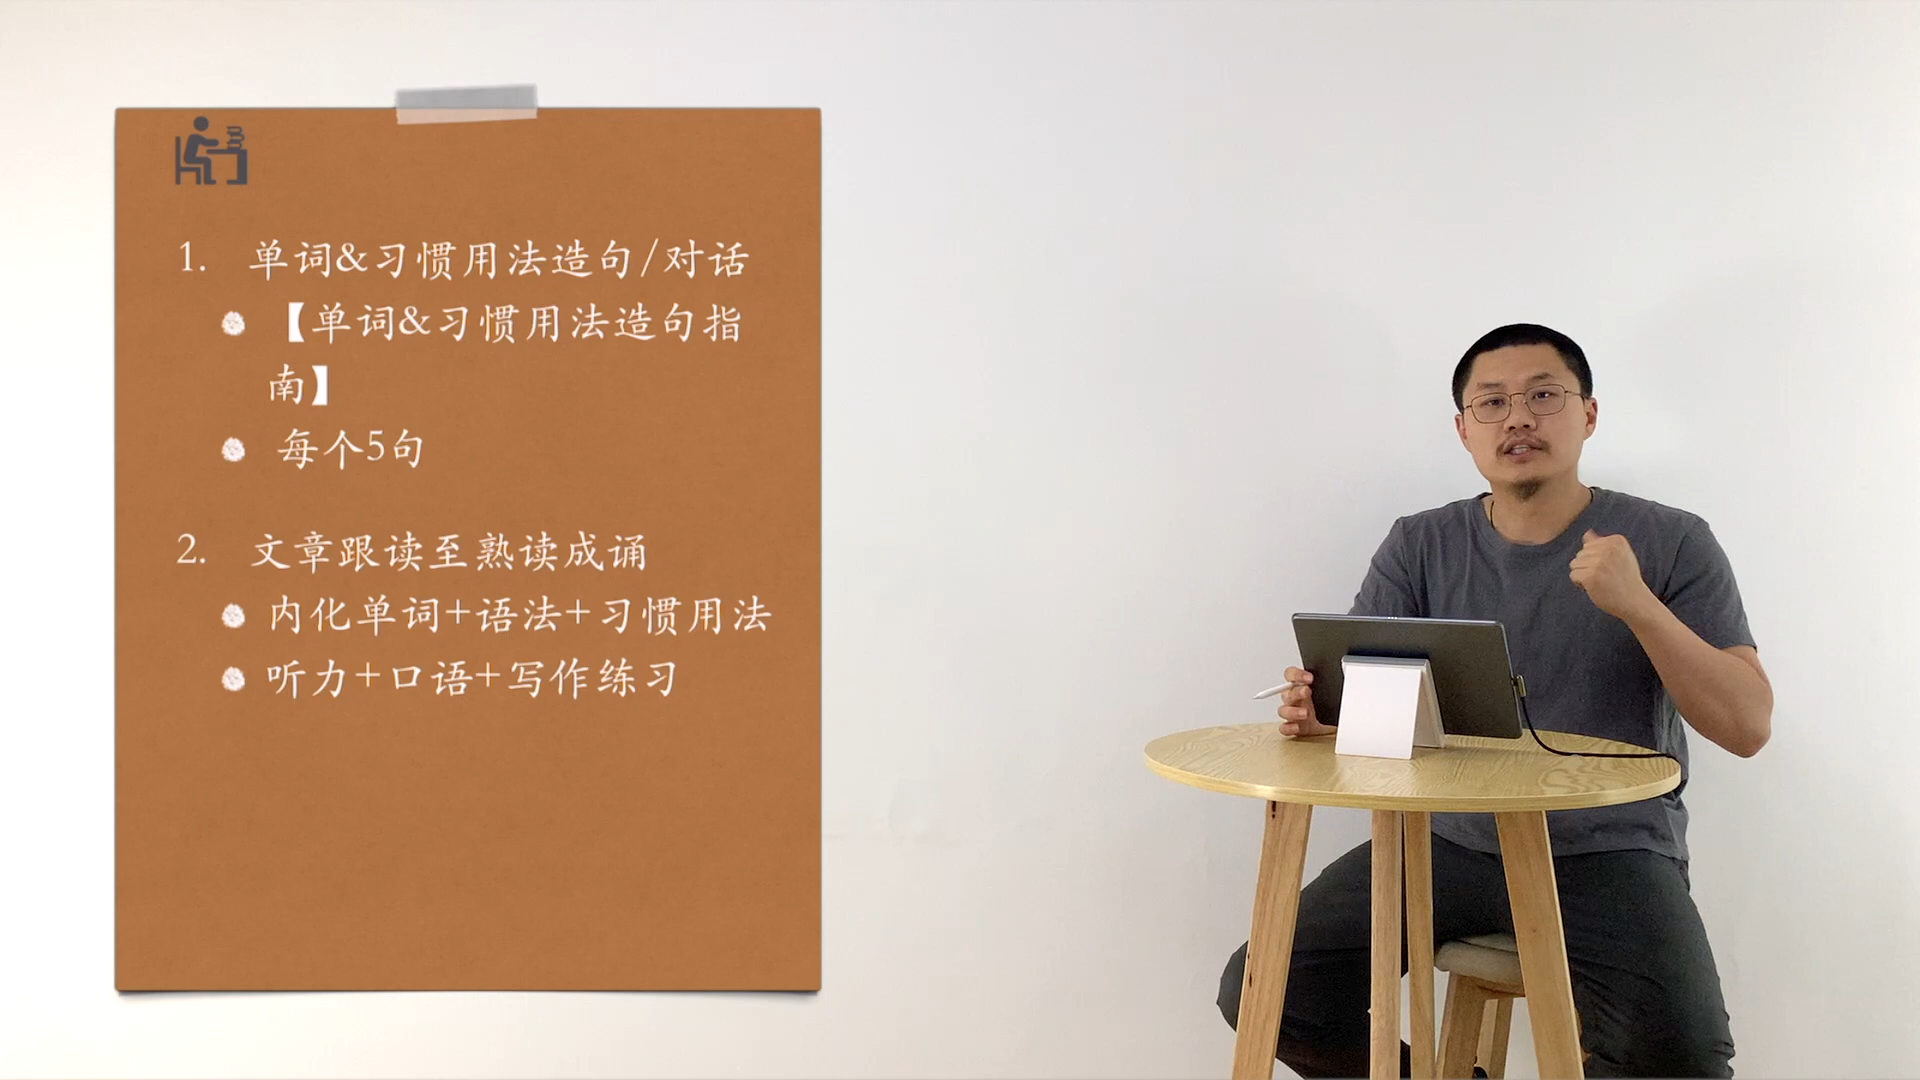 1. 单词&习惯用法造句/对话
【单词&习惯用法造句指
南】
每个5句
2. 文章跟读至熟读成诵
内化单词+语法+习惯用法
听力+口语+写作练习